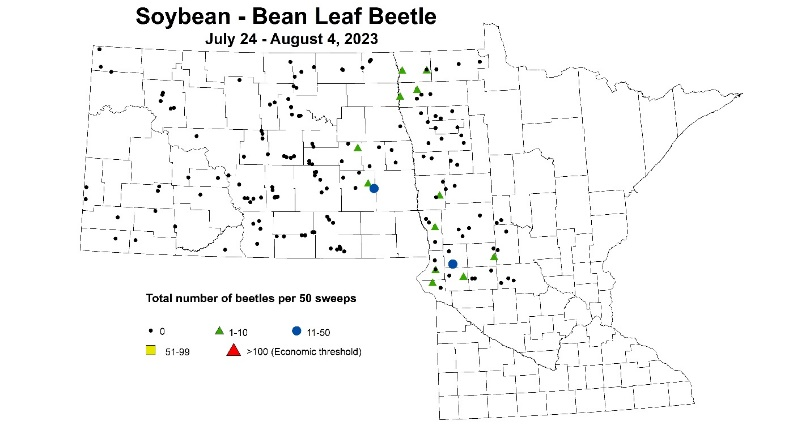 Soybean - Bean Leaf Beetle
July 24 - August 4, 2023
Total number of beetles per 50 sweeps
0 1-10 11-50
51-99 >100 (Economic threshold)